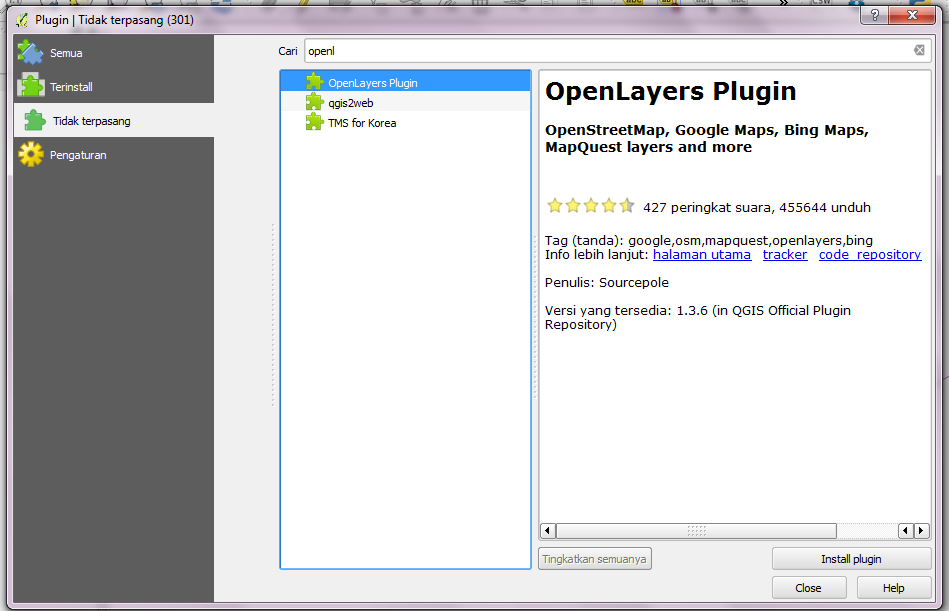 Plugin | Tidak terpasang (301)
?
Semua
Terinstall
Tidak terpasang
Pengaturan
Cari
openl
OpenLayers Plugin
qgis2web
TMS for Korea
OpenLayers Plugin
OpenStreetMap, Google Maps, Bing Maps,
MapQuest layers and more
427 peringkat suara, 455644 unduh
Tag (tanda): google,osm,mapquest,openlayers,bing
Info lebih lanjut: halaman utama tracker code_repository
Penulis: Sourcepole
Versi yang tersedia: 1.3.6 (in QGIS Official Plugin
Repository)
Tingkatkan semuanya
Install plugin
Close
Help